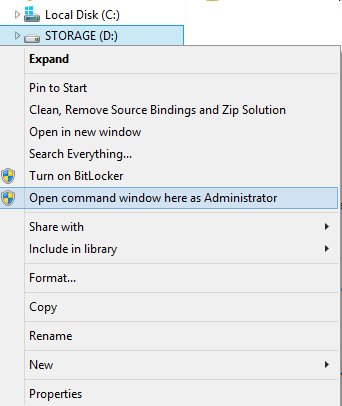 Local Disk (C:)
STORAGE (D:)
Expand
Pin to Start
Clean, Remove Source Bindings and Zip Solution
Open in new window
Search Everything...
Turn on BitLocker
Open command window here as Administrator
Share with
Include in library
Format...
Copy
Rename
New
Properties